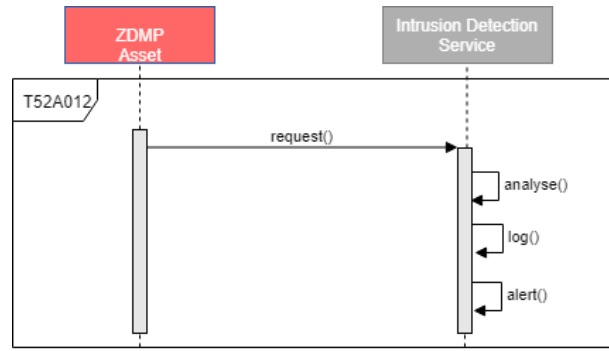 ZDMP
Asset
Intrusion Detection
Service
T52A012
request()
analyse()
log()
alert()